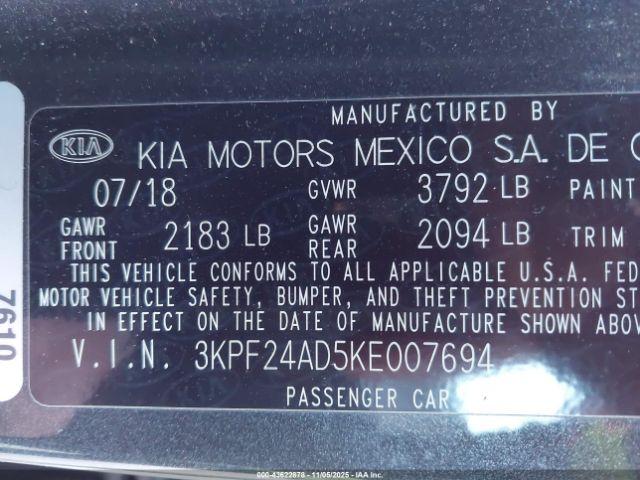 MANUFACTURED BY
KIA KIA MOTORS MEXICO S.A. DE
07/18 GVWR 3792 LB PAINT
GAWR FRONT 2183 LB GAWR REAR 2094 LB TRIM
THIS VEHICLE CONFORMS TO ALL APPLICABLE U.S.A. FED
MOTOR VEHICLE SAFETY, BUMPER, AND THEFT PREVENTION ST
IN EFFECT ON THE DATE OF MANUFACTURE SHOWN ABOV
V.I.N. 3KPF24AD5KE007694
PASSENGER CAR
7610
000-43622878 - 11/05/2025 - IAA Inc.